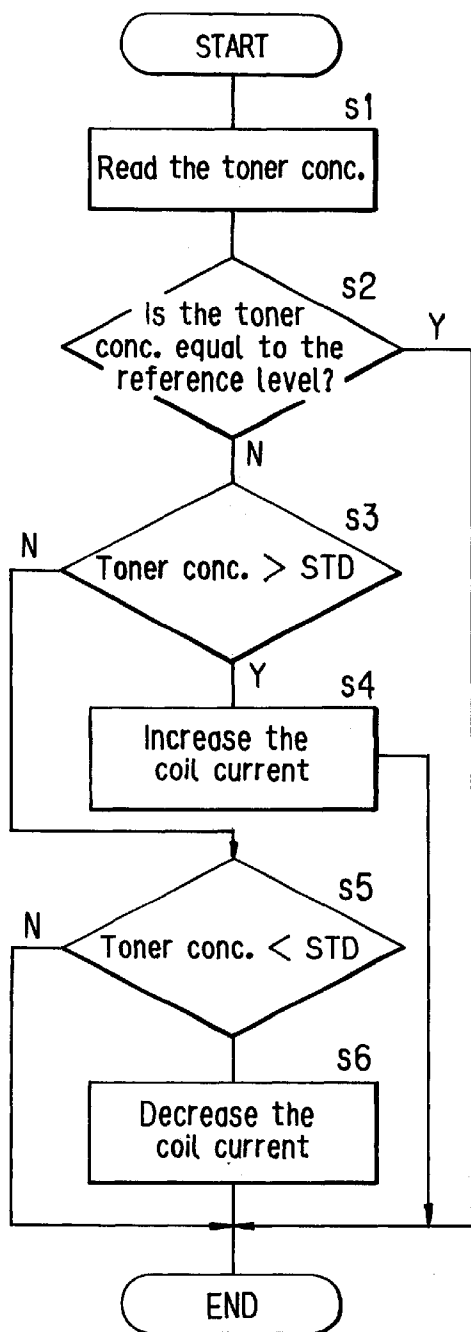 START
s1
Read the toner conc.
s2
Is the toner
conc. equal to the
reference level?
Y
N
s3
N
Toner conc. > STD
Y
s4
Increase the
coil current
s5
N
Toner conc. < STD
s6
Decrease the
coil current
END